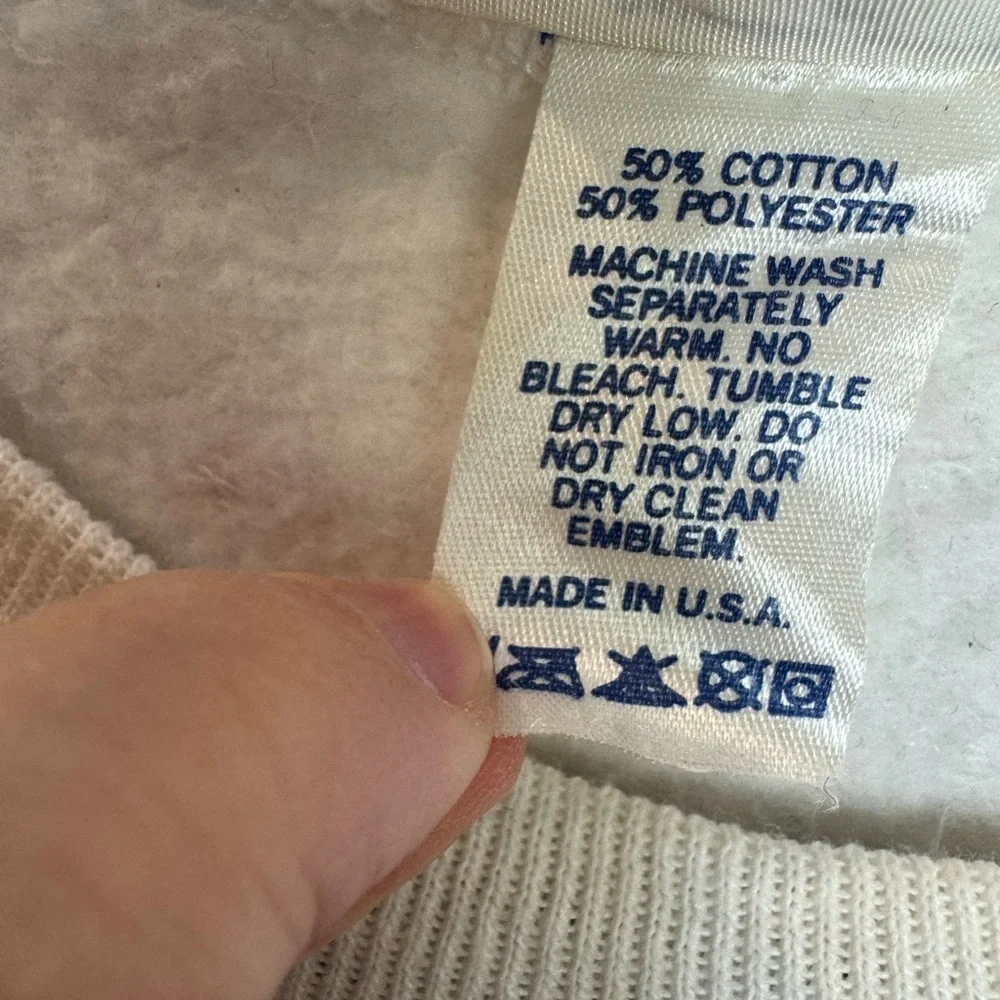 50% COTTON
50% POLYESTER
MACHINE WASH
SEPARATELY
WARM. NO
BLEACH. TUMBLE
DRY LOW. DO
NOT IRON OR
DRY CLEAN
EMBLEM.
MADE IN U.S.A.